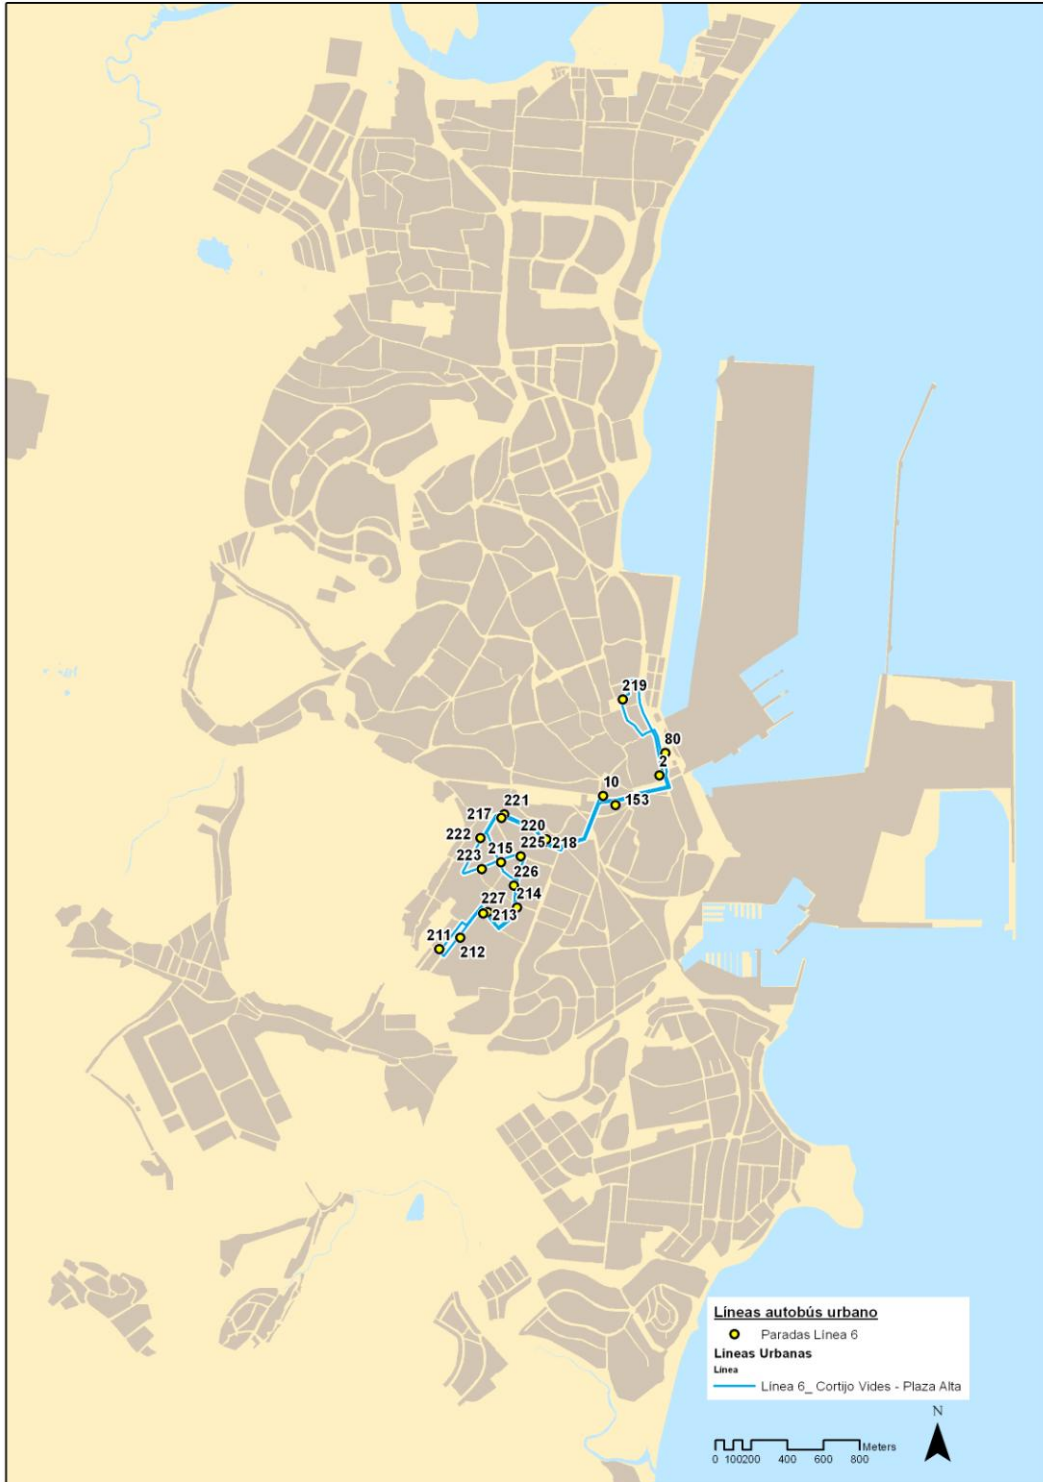 219
80
2
10
153
221
217
220
222
218
225
215
223
226
214
227
213
211
212
Líneas autobús urbano
Paradas Línea 6
Lineas Urbanas
Línea
Línea 6_ Cortijo Vides - Plaza Alta
N
Meters
0 100200 400 600 800